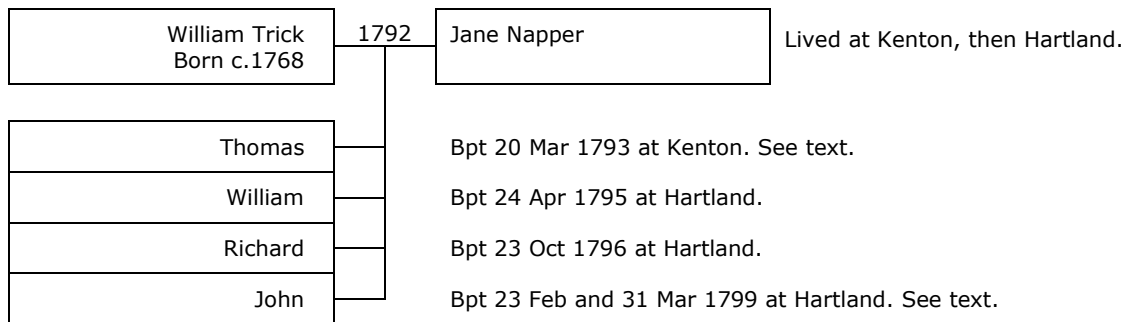 William Trick
Born c.1768
1792
Jane Napper
Lived at Kenton, then Hartland.
Thomas
Bpt 20 Mar 1793 at Kenton. See text.
William
Bpt 24 Apr 1795 at Hartland.
Richard
Bpt 23 Oct 1796 at Hartland.
John
Bpt 23 Feb and 31 Mar 1799 at Hartland. See text.